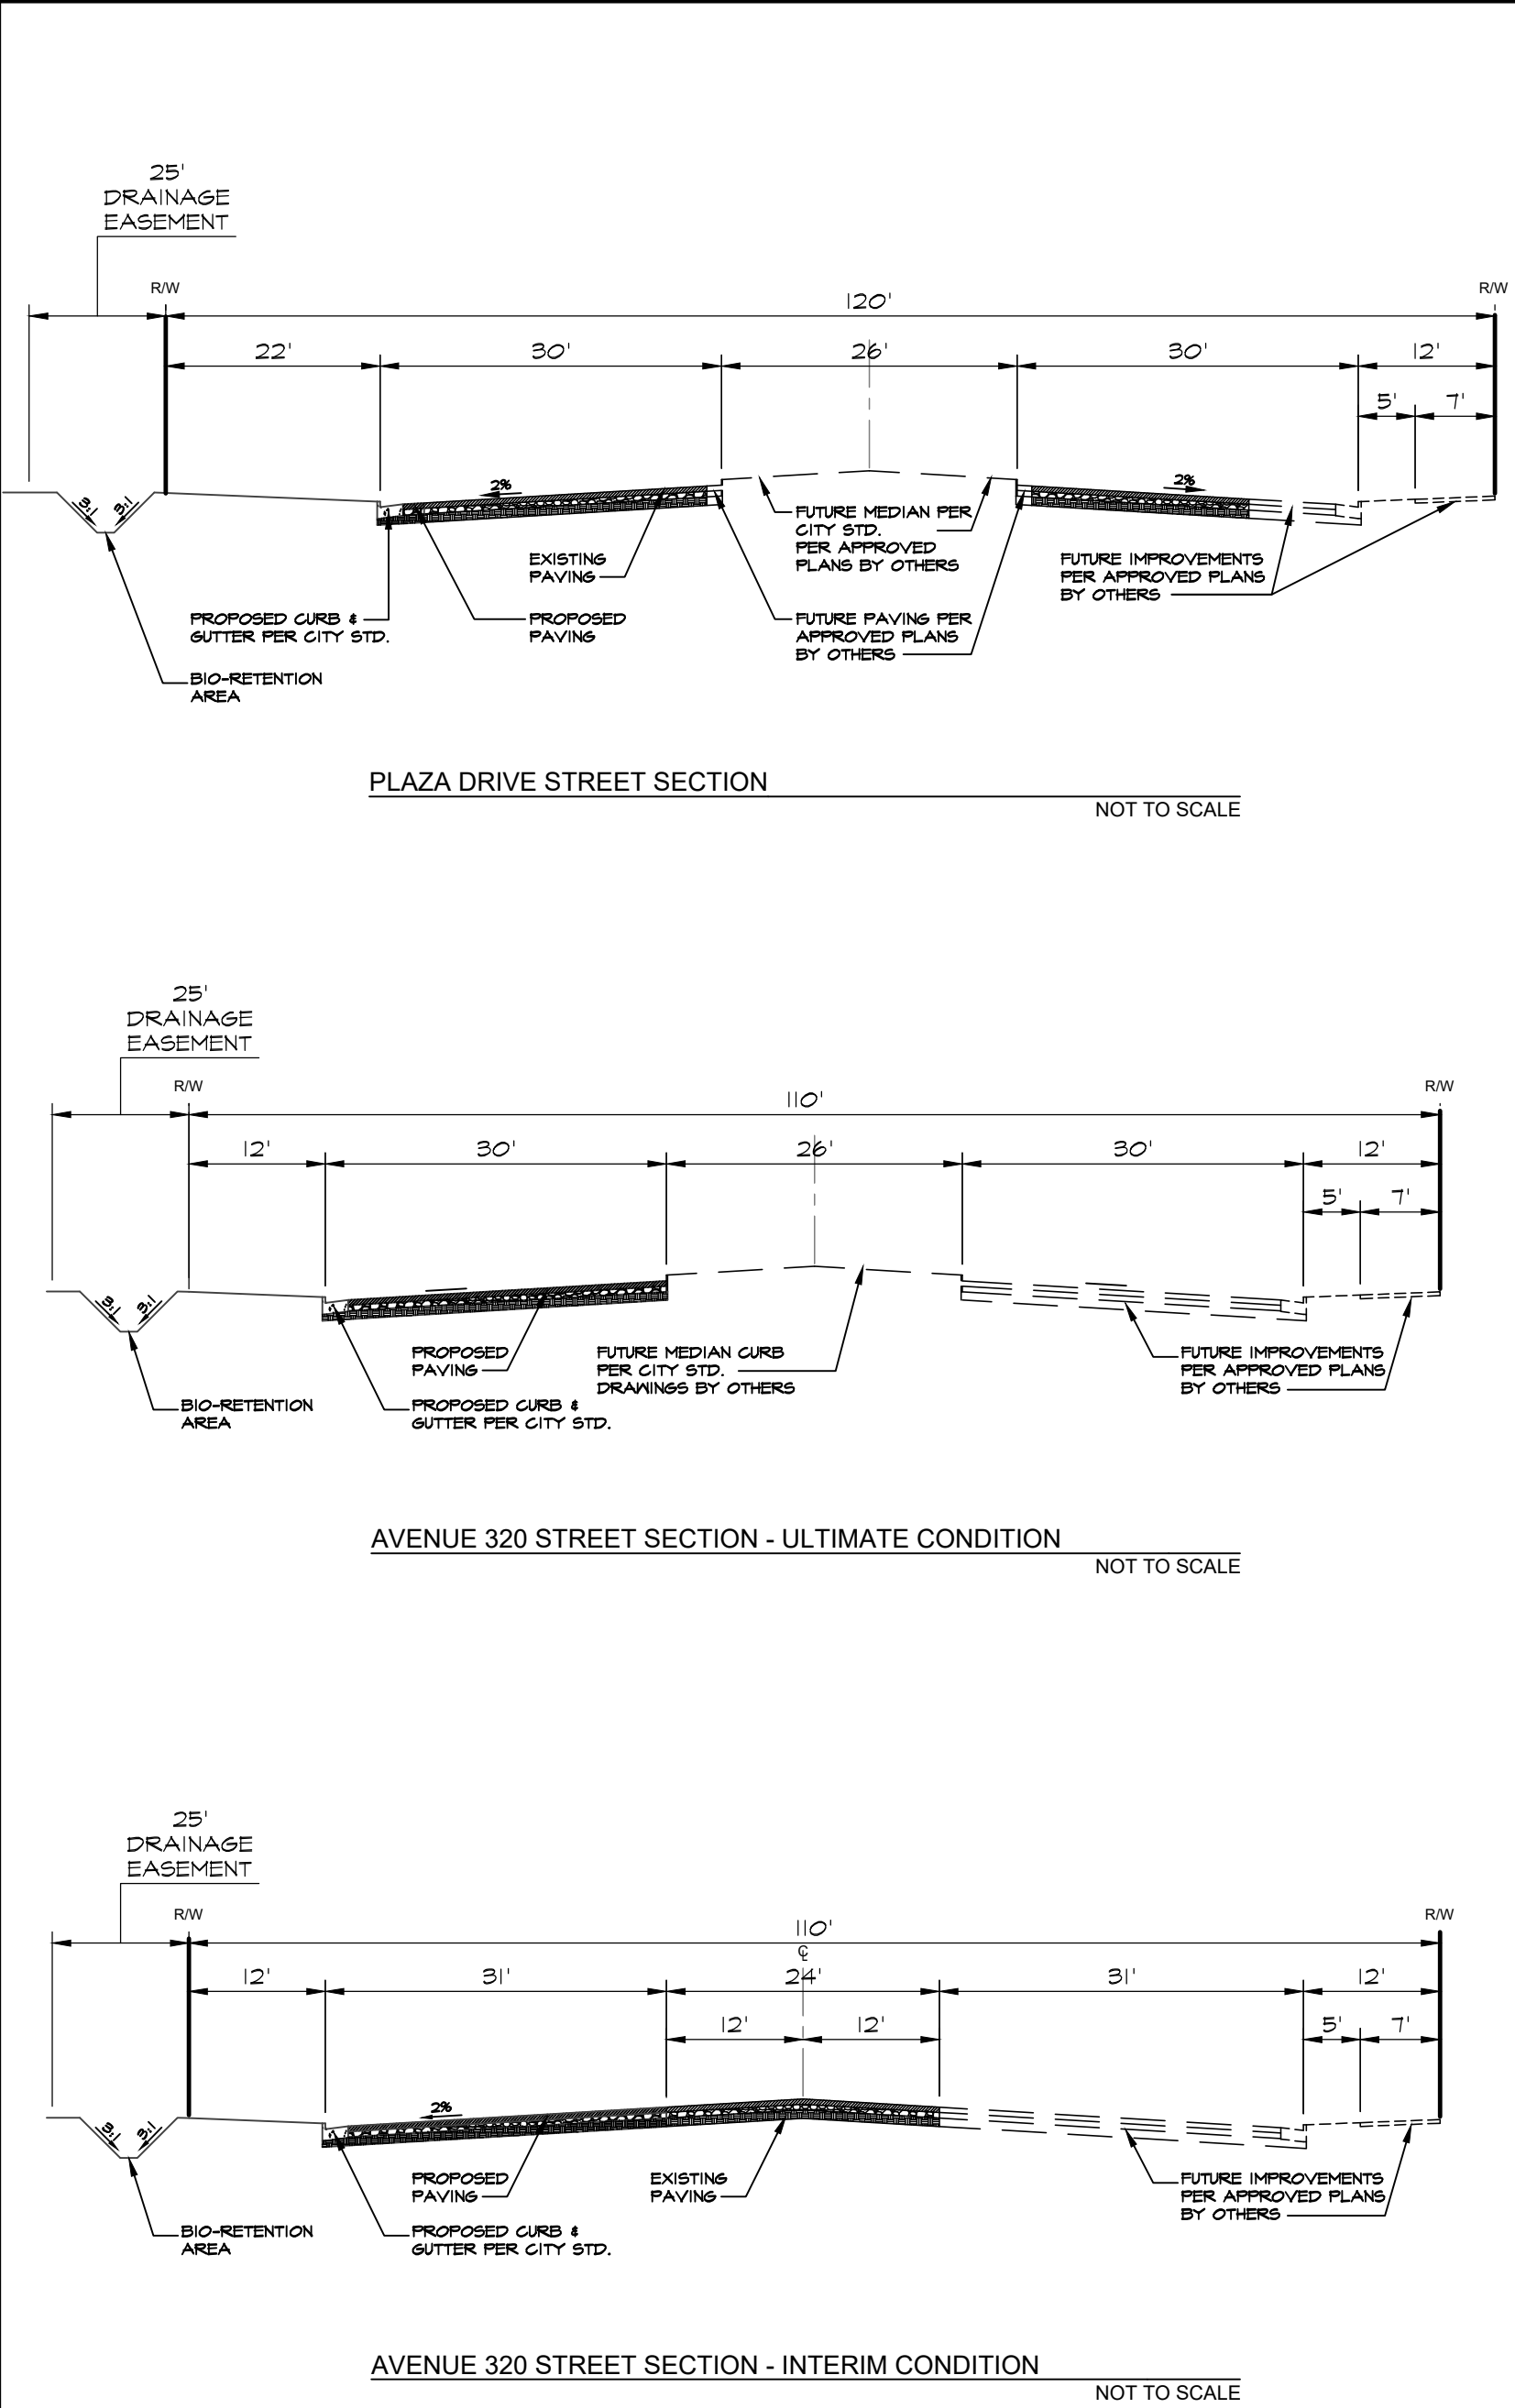 25'
DRAINAGE
EASEMENT
R/W
R/W
120'
22'
30'
26'
30'
12'
5'
7'
3:1
3:1
2%
2%
FUTURE MEDIAN PER
CITY STD.
PER APPROVED
PLANS BY OTHERS
EXISTING
PAVING
FUTURE IMPROVEMENTS
PER APPROVED PLANS
BY OTHERS
PROPOSED CURB &
GUTTER PER CITY STD.
PROPOSED
PAVING
FUTURE PAVING PER
APPROVED PLANS
BY OTHERS
BIO-RETENTION
AREA
PLAZA DRIVE STREET SECTION
NOT TO SCALE
25'
DRAINAGE
EASEMENT
R/W
R/W
110'
12'
30'
26'
30'
12'
5'
7'
3:1
3:1
PROPOSED
PAVING
FUTURE MEDIAN CURB
PER CITY STD.
DRAWINGS BY OTHERS
FUTURE IMPROVEMENTS
PER APPROVED PLANS
BY OTHERS
BIO-RETENTION
AREA
PROPOSED CURB &
GUTTER PER CITY STD.
AVENUE 320 STREET SECTION - ULTIMATE CONDITION
NOT TO SCALE
25'
DRAINAGE
EASEMENT
R/W
R/W
110'
℄
12'
31'
24'
31'
12'
12'
12'
5'
7'
3:1
3:1
2%
PROPOSED
PAVING
EXISTING
PAVING
FUTURE IMPROVEMENTS
PER APPROVED PLANS
BY OTHERS
BIO-RETENTION
AREA
PROPOSED CURB &
GUTTER PER CITY STD.
AVENUE 320 STREET SECTION - INTERIM CONDITION
NOT TO SCALE